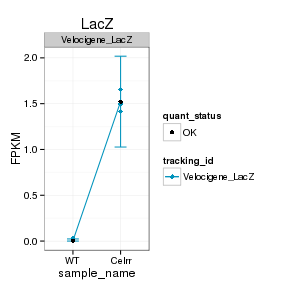 LacZ
Velocigene_LacZ
2.0
1.5
1.0
0.5
0.0
FPKM
WT
Celrr
sample_name
quant_status
OK
tracking_id
Velocigene_LacZ